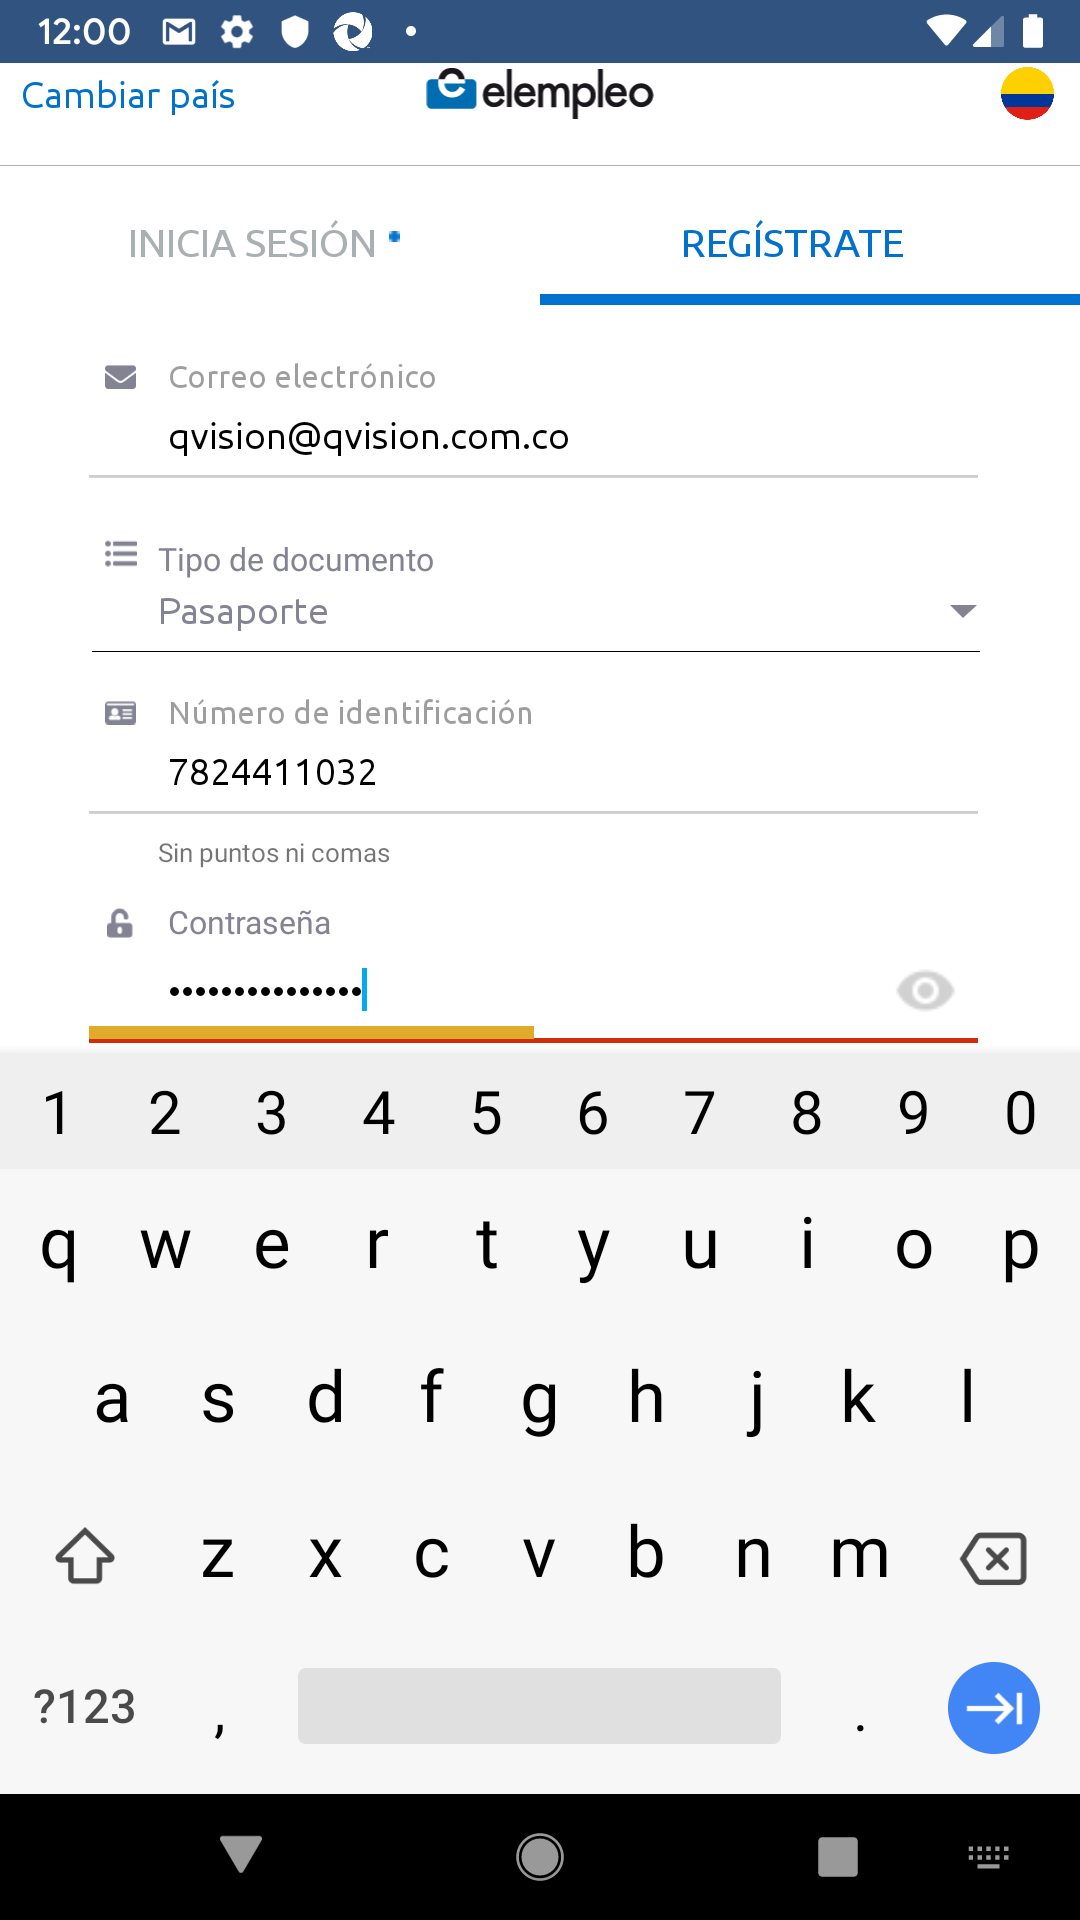 12:00
Cambiar país
elempleo
INICIA SESIÓN
REGÍSTRATE
Correo electrónico
qvision@qvision.com.co
Tipo de documento
Pasaporte
Número de identificación
7824411032
Sin puntos ni comas
Contraseña
•••••••••••••••
1 2 3 4 5 6 7 8 9 0
q w e r t y u i o p
a s d f g h j k l
z x c v b n m
?123 , .